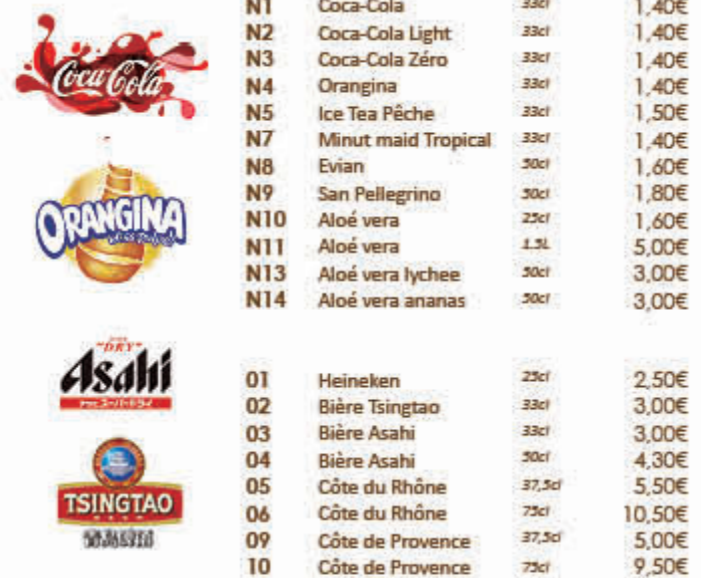 N1 Coca-Cola 33cl 1,40€
N2 Coca-Cola Light 33cl 1,40€
N3 Coca-Cola Zéro 33cl 1,40€
N4 Orangina 33cl 1,40€
N5 Ice Tea Pêche 33cl 1,50€
N7 Minut maid Tropical 33cl 1,40€
N8 Evian 50cl 1,60€
N9 San Pellegrino 50cl 1,80€
N10 Aloé vera 25cl 1,60€
N11 Aloé vera 1.5L 5,00€
N13 Aloé vera lychee 50cl 3,00€
N14 Aloé vera ananas 50cl 3,00€
01 Heineken 25cl 2,50€
02 Bière Tsingtao 33cl 3,00€
03 Bière Asahi 33cl 3,00€
04 Bière Asahi 50cl 4,30€
05 Côte du Rhône 37,5cl 5,50€
06 Côte du Rhône 75cl 10,50€
09 Côte de Provence 37,5cl 5,00€
10 Côte de Provence 75cl 9,50€
Coca-Cola
ORANGINA
"DRY"
Asahi
TSINGTAO